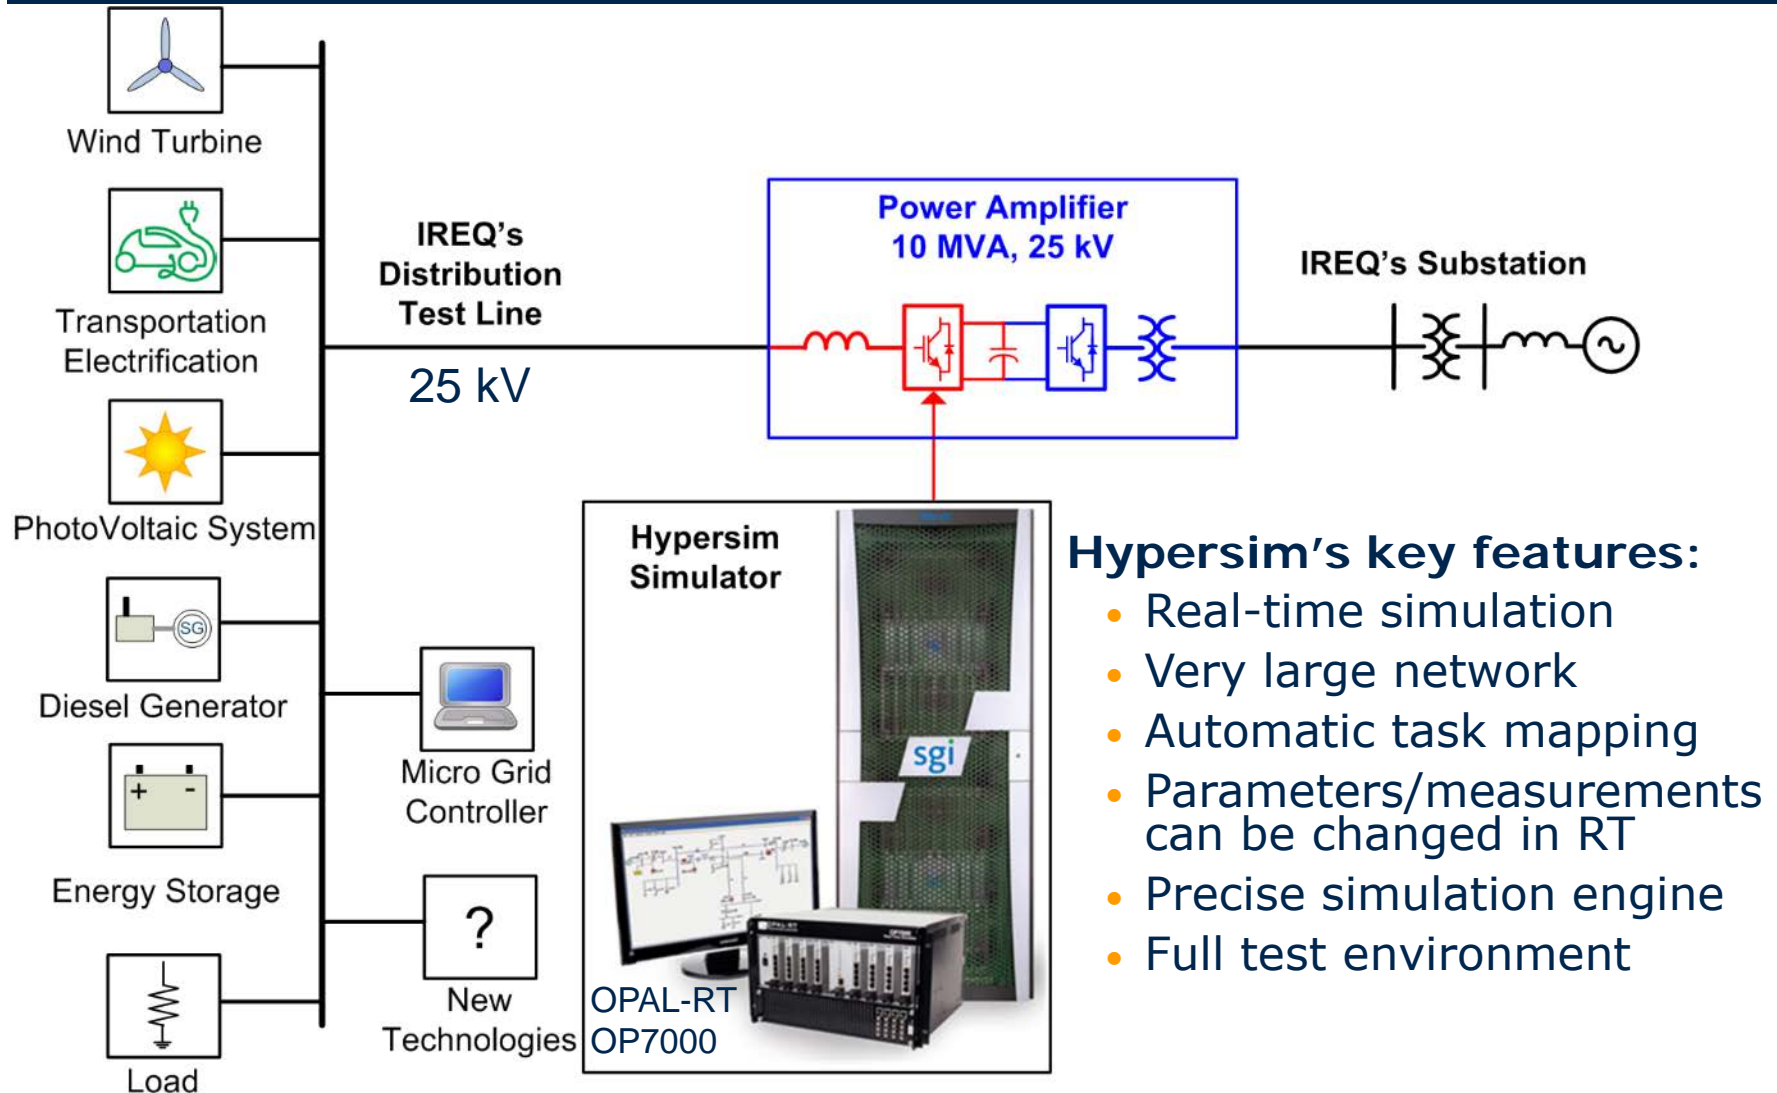 Wind Turbine
Transportation
Electrification
PhotoVoltaic System
SG
Diesel Generator
+ -
Energy Storage
Load
IREQ's
Distribution
Test Line
25 kV
Micro Grid
Controller
?
New
Technologies
Power Amplifier
10 MVA, 25 kV
IREQ's Substation
Hypersim
Simulator
sgi
OPAL-RT
OPAL-RT
OP7000
Hypersim's key features:
• Real-time simulation
• Very large network
• Automatic task mapping
• Parameters/measurements
can be changed in RT
• Precise simulation engine
• Full test environment